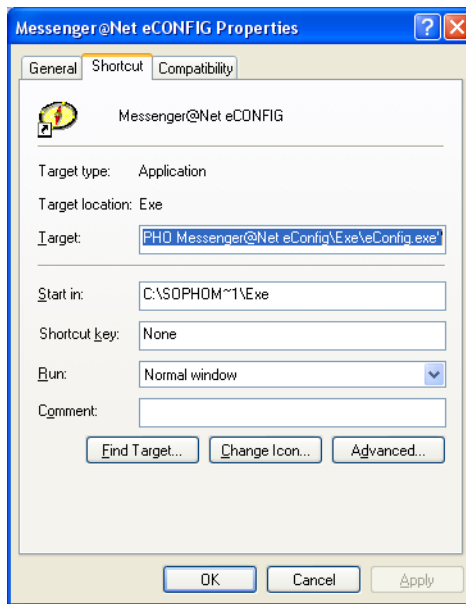 Messenger@Net eCONFIG Properties
General Shortcut Compatibility
Messenger@Net eCONFIG
Target type: Application
Target location: Exe
Target: PHO Messenger@Net eConfig\Exe\eConfig.exe"
Start in: C:\SOPHOM~1\Exe
Shortcut key: None
Run: Normal window
Comment:
Find Target... Change Icon... Advanced...
OK Cancel Apply